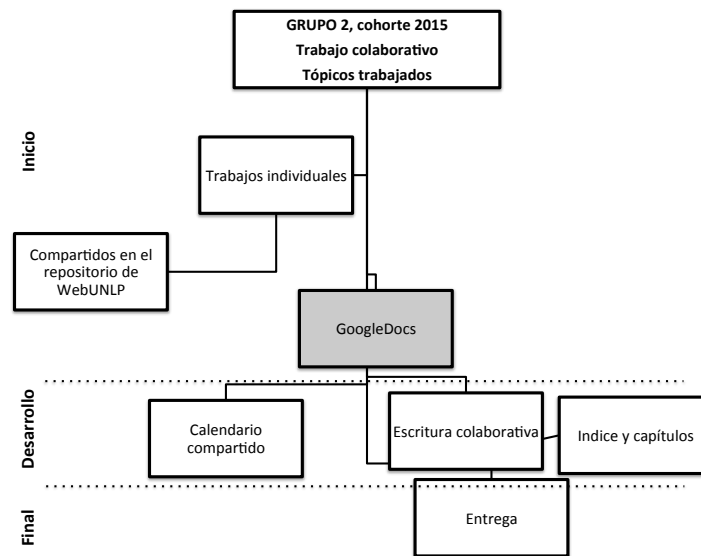 GRUPO 2, cohorte 2015
Trabajo colaborativo
Tópicos trabajados
Inicio
Trabajos individuales
Compartidos en el
repositorio de
WebUNLP
GoogleDocs
Desarrollo
Calendario
compartido
Escritura colaborativa
Indice y capítulos
Final
Entrega